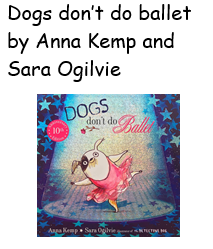 Dogs don't do ballet
by Anna Kemp and
Sara Ogilvie
DOGS
don't do
Ballet
10th
Anna Kemp • Sara Ogilvie